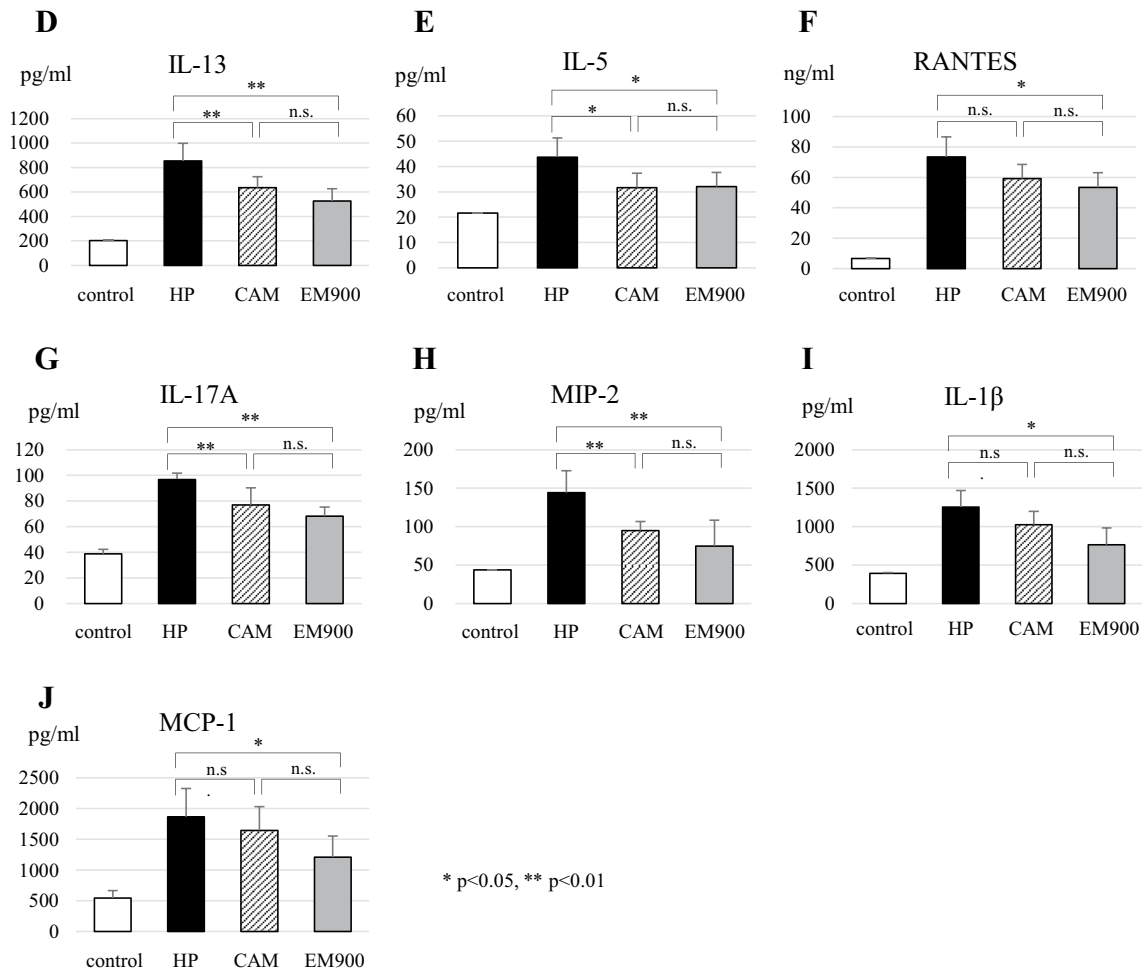 D
IL-13
pg/ml
**
**
n.s.
1200
1000
800
600
400
200
0
control HP CAM EM900
E
IL-5
pg/ml
*
*
n.s.
60
50
40
30
20
10
0
control HP CAM EM900
F
RANTES
ng/ml
*
n.s.
n.s.
100
80
60
40
20
0
control HP CAM EM900
G
IL-17A
pg/ml
**
**
n.s.
120
100
80
60
40
20
0
control HP CAM EM900
H
MIP-2
pg/ml
**
**
n.s.
200
150
100
50
0
control HP CAM EM900
I
IL-1β
pg/ml
*
n.s
.
n.s.
2000
1500
1000
500
0
control HP CAM EM900
J
MCP-1
pg/ml
*
n.s
.
n.s.
2500
2000
1500
1000
500
0
control HP CAM EM900
* p<0.05, ** p<0.01